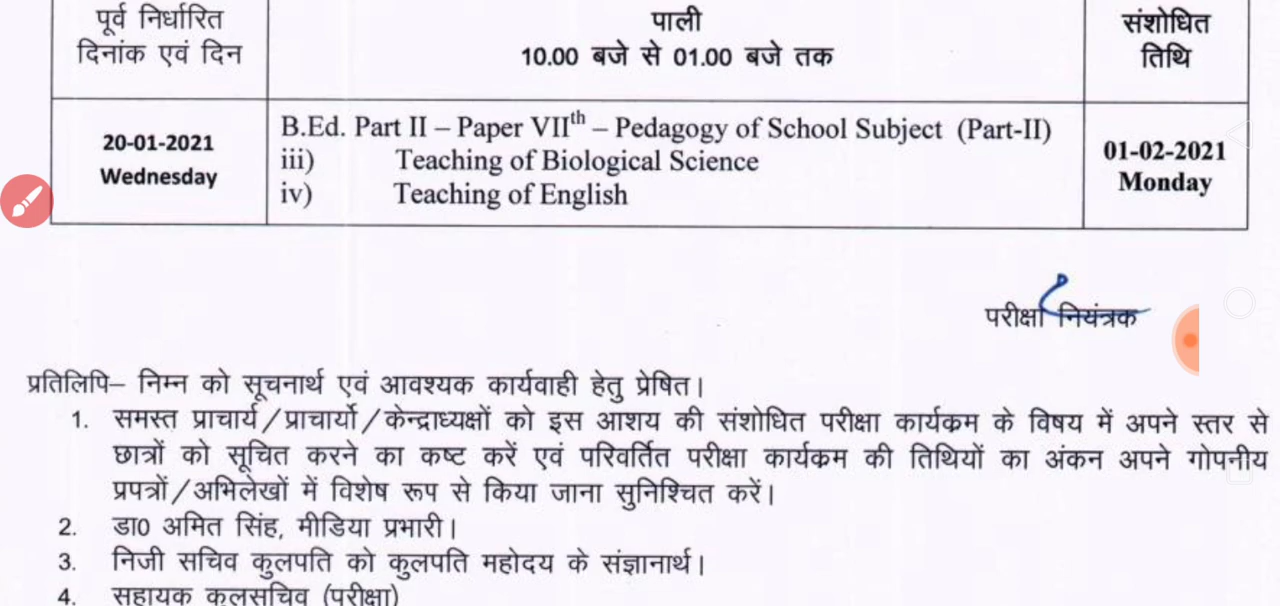 पूर्व निर्धारित
दिनांक एवं दिन
पाली
10.00 बजे से 01.00 बजे तक
संशोधित
तिथि
20-01-2021
Wednesday
B.Ed. Part II – Paper VIIth – Pedagogy of School Subject (Part-II)
iii) Teaching of Biological Science
iv) Teaching of English
01-02-2021
Monday
परीक्षा नियंत्रक
प्रतिलिपि– निम्न को सूचनार्थ एवं आवश्यक कार्यवाही हेतु प्रेषित।
1. समस्त प्राचार्य/प्राचार्यो/केन्द्राध्यक्षों को इस आशय की संशोधित परीक्षा कार्यक्रम के विषय में अपने स्तर से
छात्रों को सूचित करने का कष्ट करें एवं परिवर्तित परीक्षा कार्यक्रम की तिथियों का अंकन अपने गोपनीय
प्रपत्रों/अभिलेखों में विशेष रूप से किया जाना सुनिश्चित करें।
2. डा0 अमित सिंह, मीडिया प्रभारी।
3. निजी सचिव कुलपति को कुलपति महोदय के संज्ञानार्थ।
4. सहायक कुलसचिव (परीक्षा)